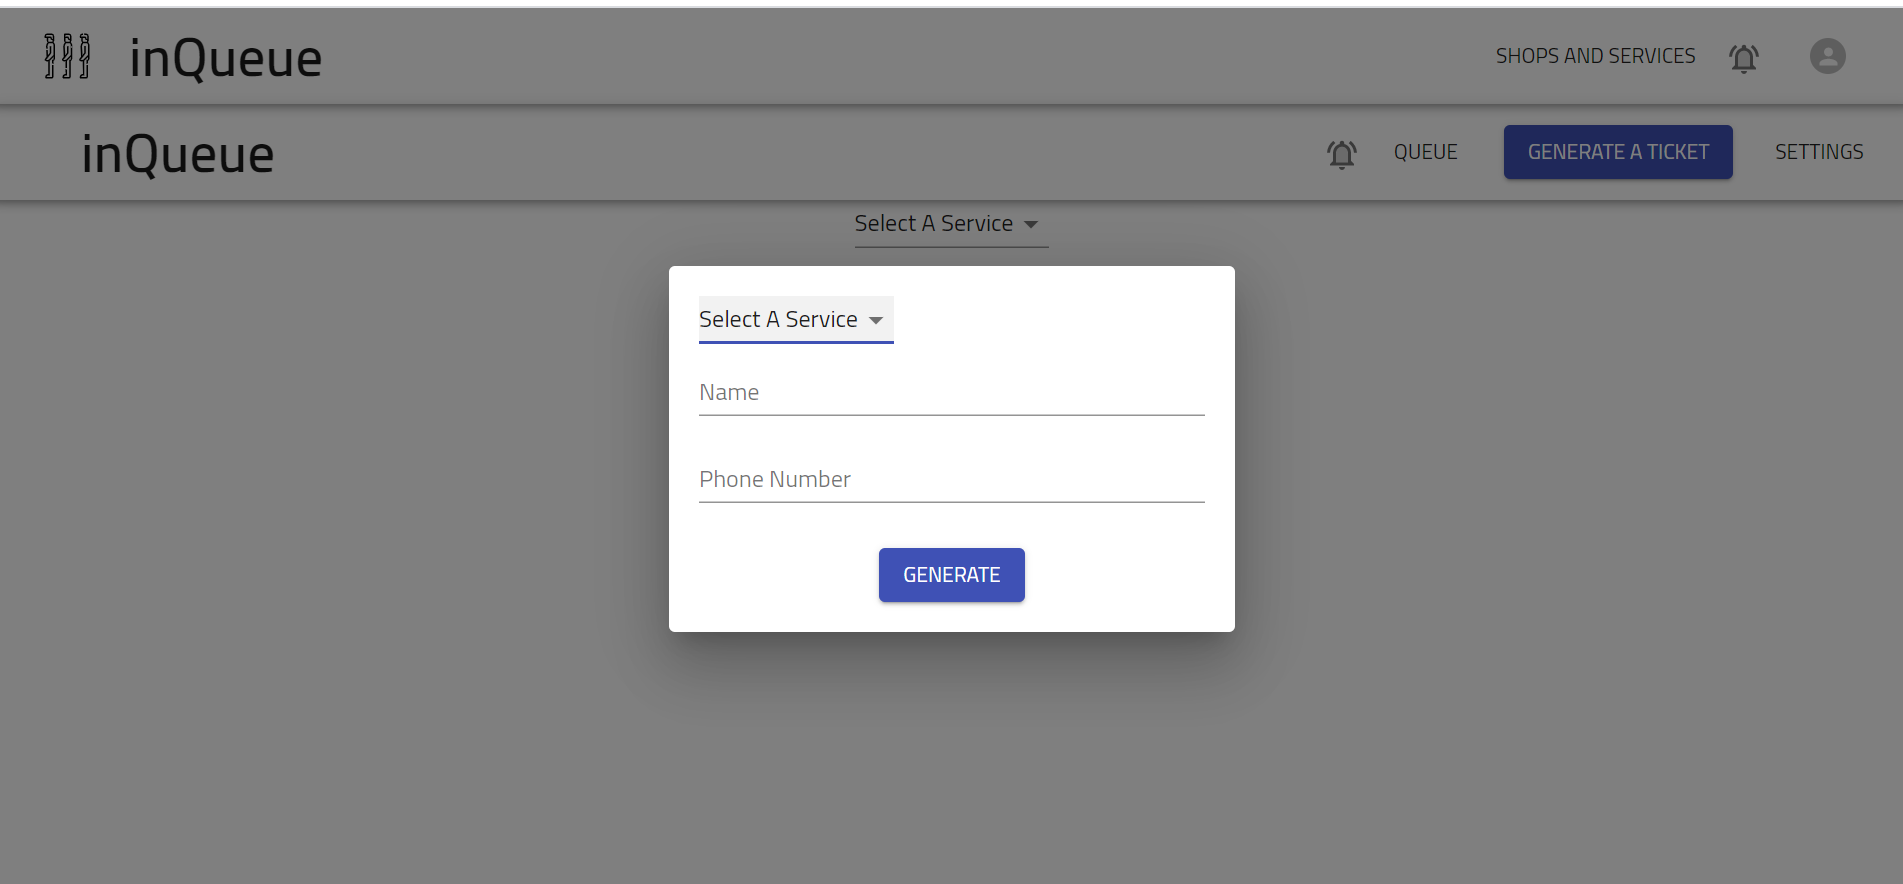 inQueue
SHOPS AND SERVICES
inQueue
QUEUE
GENERATE A TICKET
SETTINGS
Select A Service
Select A Service
Name
Phone Number
GENERATE